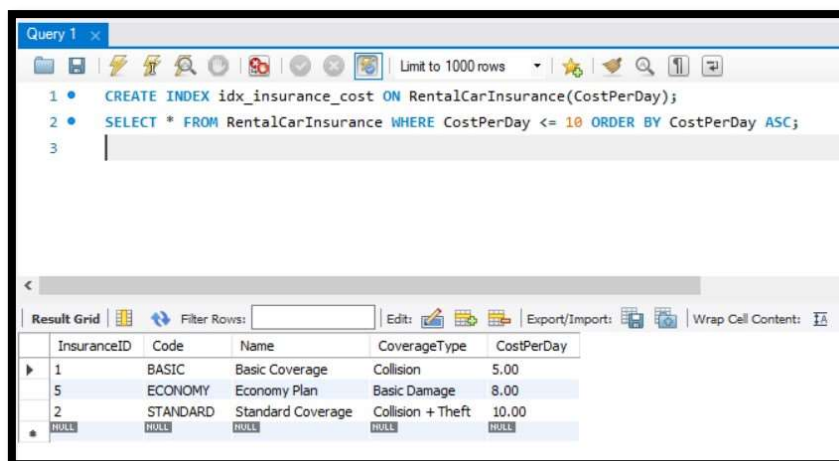 Query 1 ×
Limit to 1000 rows
1 CREATE INDEX idx_insurance_cost ON RentalCarInsurance(CostPerDay);
2 SELECT * FROM RentalCarInsurance WHERE CostPerDay <= 10 ORDER BY CostPerDay ASC;
3
Result Grid Filter Rows: Edit: Export/Import: Wrap Cell Content: IA
InsuranceID Code Name CoverageType CostPerDay
1 BASIC Basic Coverage Collision 5.00
5 ECONOMY Economy Plan Basic Damage 8.00
2 STANDARD Standard Coverage Collision + Theft 10.00
NULL NULL NULL NULL NULL